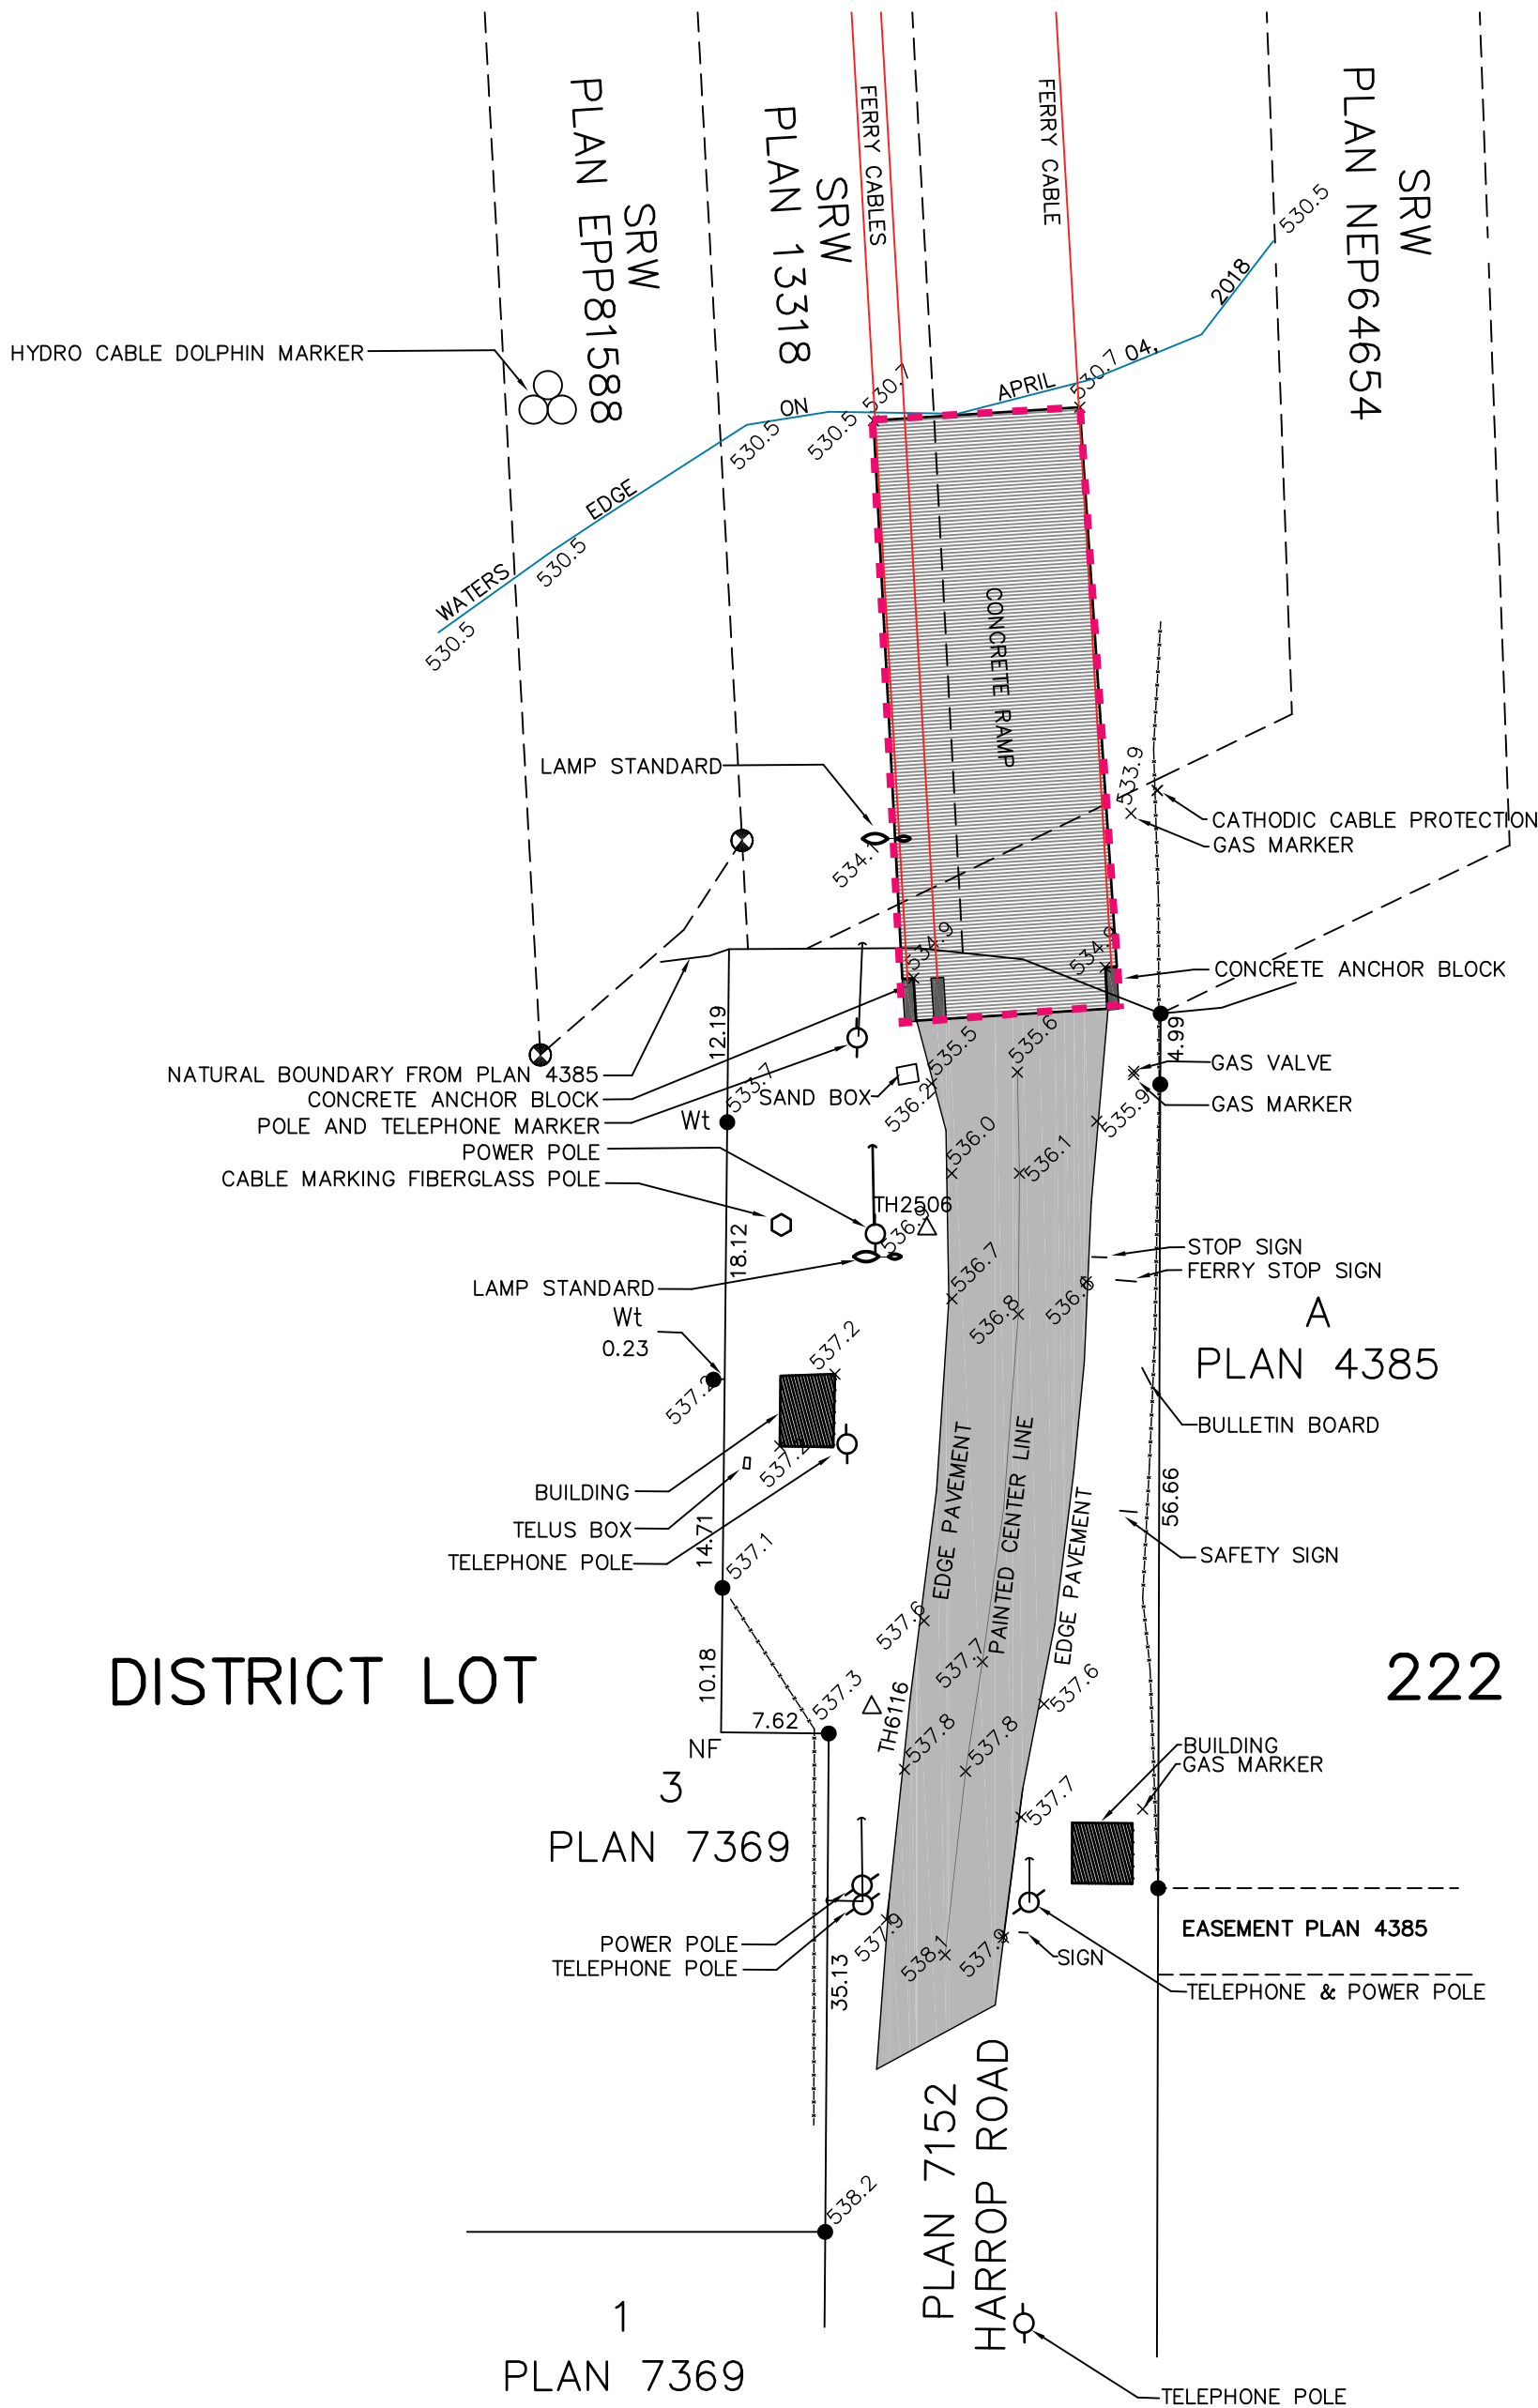 SRW
PLAN EPP81588
SRW
PLAN 13318
FERRY CABLES
FERRY CABLE
SRW
PLAN NEP64654
530.5
2018
HYDRO CABLE DOLPHIN MARKER
530.7
530.7
04,
APRIL
ON
530.5
530.5
EDGE
530.5
WATERS
530.5
CONCRETE RAMP
LAMP STANDARD
533.9
CATHODIC CABLE PROTECTION
GAS MARKER
534.1
534.9
534.9
CONCRETE ANCHOR BLOCK
12.19
4.99
NATURAL BOUNDARY FROM PLAN 4385
CONCRETE ANCHOR BLOCK
POLE AND TELEPHONE MARKER
POWER POLE
CABLE MARKING FIBERGLASS POLE
533.7
Wt
SAND BOX
535.5
535.6
536.2
GAS VALVE
GAS MARKER
535.9
536.0
536.1
TH2506
536.9
18.12
STOP SIGN
FERRY STOP SIGN
LAMP STANDARD
536.7
536.8
Wt
0.23
A
PLAN 4385
537.2
537.2
BULLETIN BOARD
537.2
BUILDING
TELUS BOX
TELEPHONE POLE
14.71
537.1
EDGE PAVEMENT
PAINTED CENTER LINE
EDGE PAVEMENT
56.66
SAFETY SIGN
537.6
537.7
537.6
DISTRICT LOT
222
10.18
537.3
7.62
NF
TH6116
537.8
537.8
BUILDING
GAS MARKER
3
PLAN 7369
537.7
POWER POLE
TELEPHONE POLE
537.9
538.1
537.9
SIGN
EASEMENT PLAN 4385
TELEPHONE & POWER POLE
35.13
PLAN 7152
HARROP ROAD
538.2
1
PLAN 7369
TELEPHONE POLE